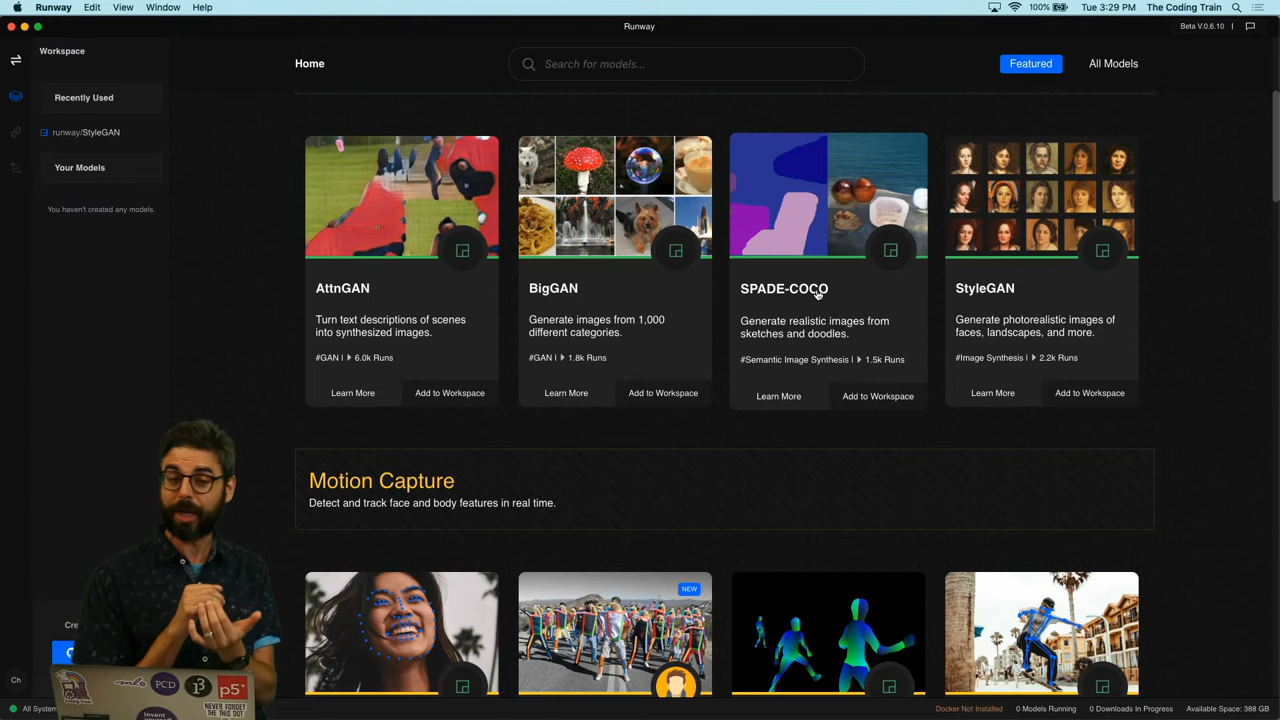 Runway File Edit View Window Help
100% Tue 3:29 PM The Coding Train
Runway
Beta V.0.6.10 |
Workspace
Home
Search for models...
Featured
All Models
Recently Used
runway/StyleGAN
Your Models
You haven't created any models.
AttnGAN
Turn text descriptions of scenes
into synthesized images.
#GAN | 6.0k Runs
Learn More
Add to Workspace
BigGAN
Generate images from 1,000
different categories.
#GAN | 1.8k Runs
Learn More
Add to Workspace
SPADE-COCO
Generate realistic images from
sketches and doodles.
#Semantic Image Synthesis | 1.5k Runs
Learn More
Add to Workspace
StyleGAN
Generate photorealistic images of
faces, landscapes, and more.
#Image Synthesis | 2.2k Runs
Learn More
Add to Workspace
Motion Capture
Detect and track face and body features in real time.
NEW
Cre
Ch
PCD
p5*
NEVER
FORGET
THE THIS DOT
All System
Docker Not Installed
0 Models Running
0 Downloads In Progress
Available Space: 388 GB